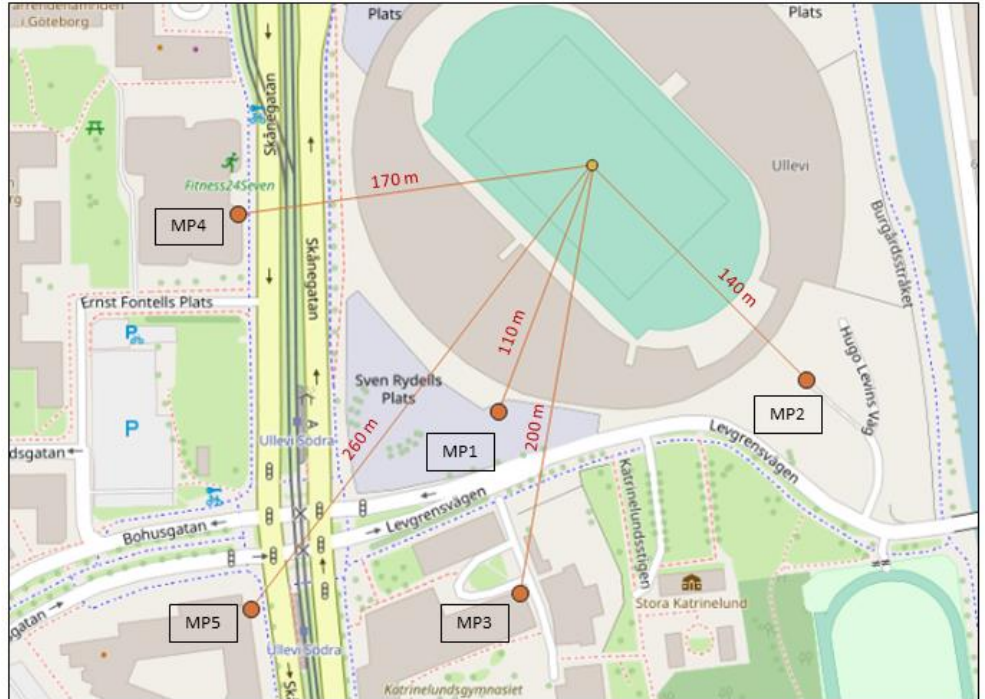 arrendenämnden
i Göteborg
Plats
Plats
Skånegatan
Ullevi
Fitness24Seven
170 m
MP4
Burgårdsstråket
Skånegatan
140 m
Ernst Fontells Plats
110 m
Hugo Levins Väg
P
Sven Rydells
Plats
MP2
P
260 m
200 m
Ullevi Södra
MP1
Levgrensvägen
dsgatan
Katrinelundsstigen
Bohusgatan
Levgrensvägen
Stora Katrinelund
MP5
MP3
gatan
Ullevi Södra
Katrinelundsgymnasiet